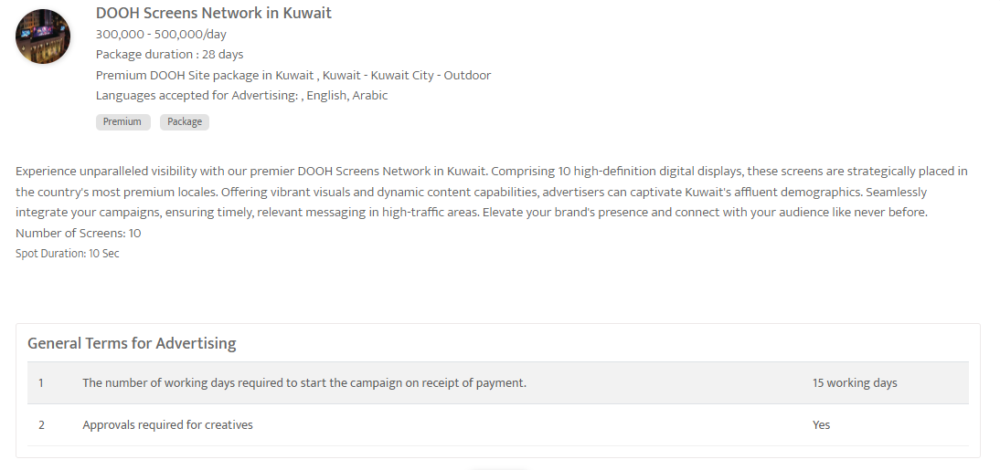 DOOH Screens Network in Kuwait
300,000 - 500,000/day
Package duration : 28 days
Premium DOOH Site package in Kuwait , Kuwait - Kuwait City - Outdoor
Languages accepted for Advertising: , English, Arabic
Premium Package
Experience unparalleled visibility with our premier DOOH Screens Network in Kuwait. Comprising 10 high-definition digital displays, these screens are strategically placed in
the country's most premium locales. Offering vibrant visuals and dynamic content capabilities, advertisers can captivate Kuwait's affluent demographics. Seamlessly
integrate your campaigns, ensuring timely, relevant messaging in high-traffic areas. Elevate your brand's presence and connect with your audience like never before.
Number of Screens: 10
Spot Duration: 10 Sec
General Terms for Advertising
1 The number of working days required to start the campaign on receipt of payment. 15 working days
2 Approvals required for creatives Yes